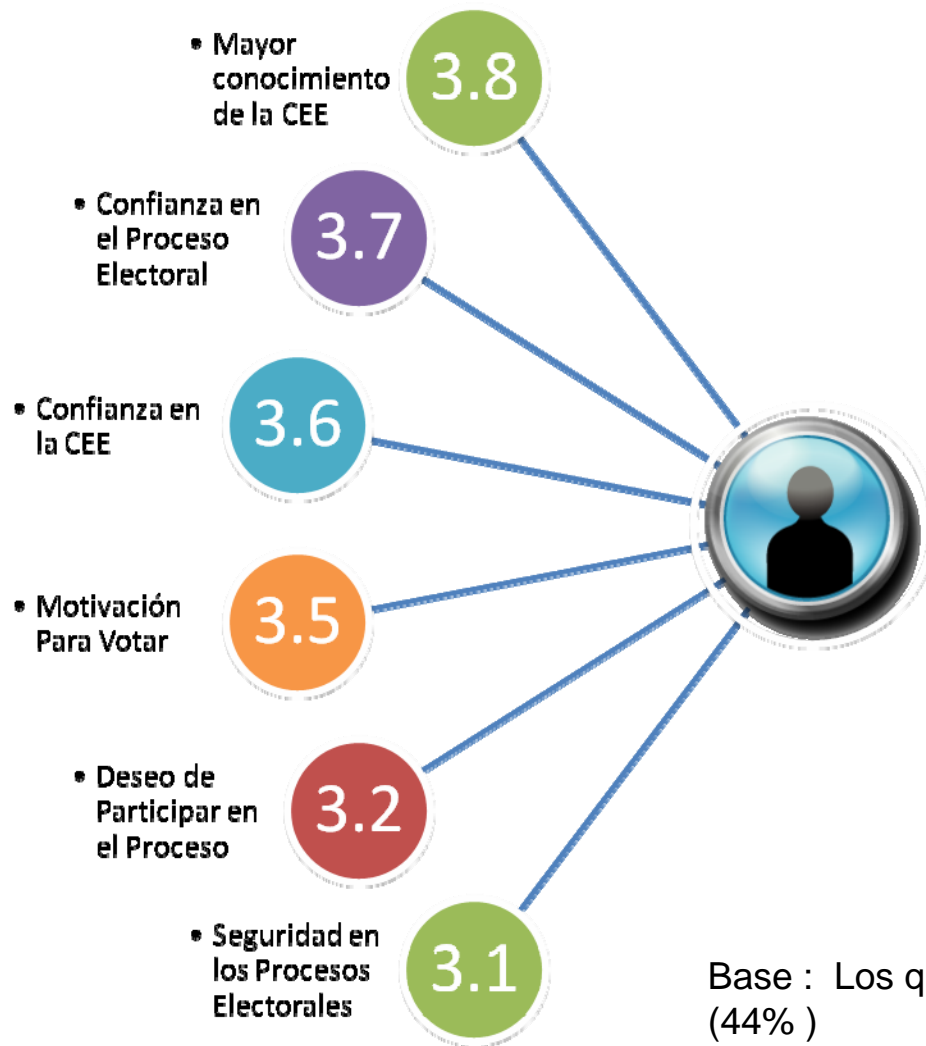 • Mayor
conocimiento
de la CEE
3.8
• Confianza en
el Proceso
Electoral
3.7
• Confianza en
la CEE
3.6
• Motivación
Para Votar
3.5
• Deseo de
Participar en
el Proceso
3.2
• Seguridad en
los Procesos
Electorales
3.1
Base : Los q
(44% )